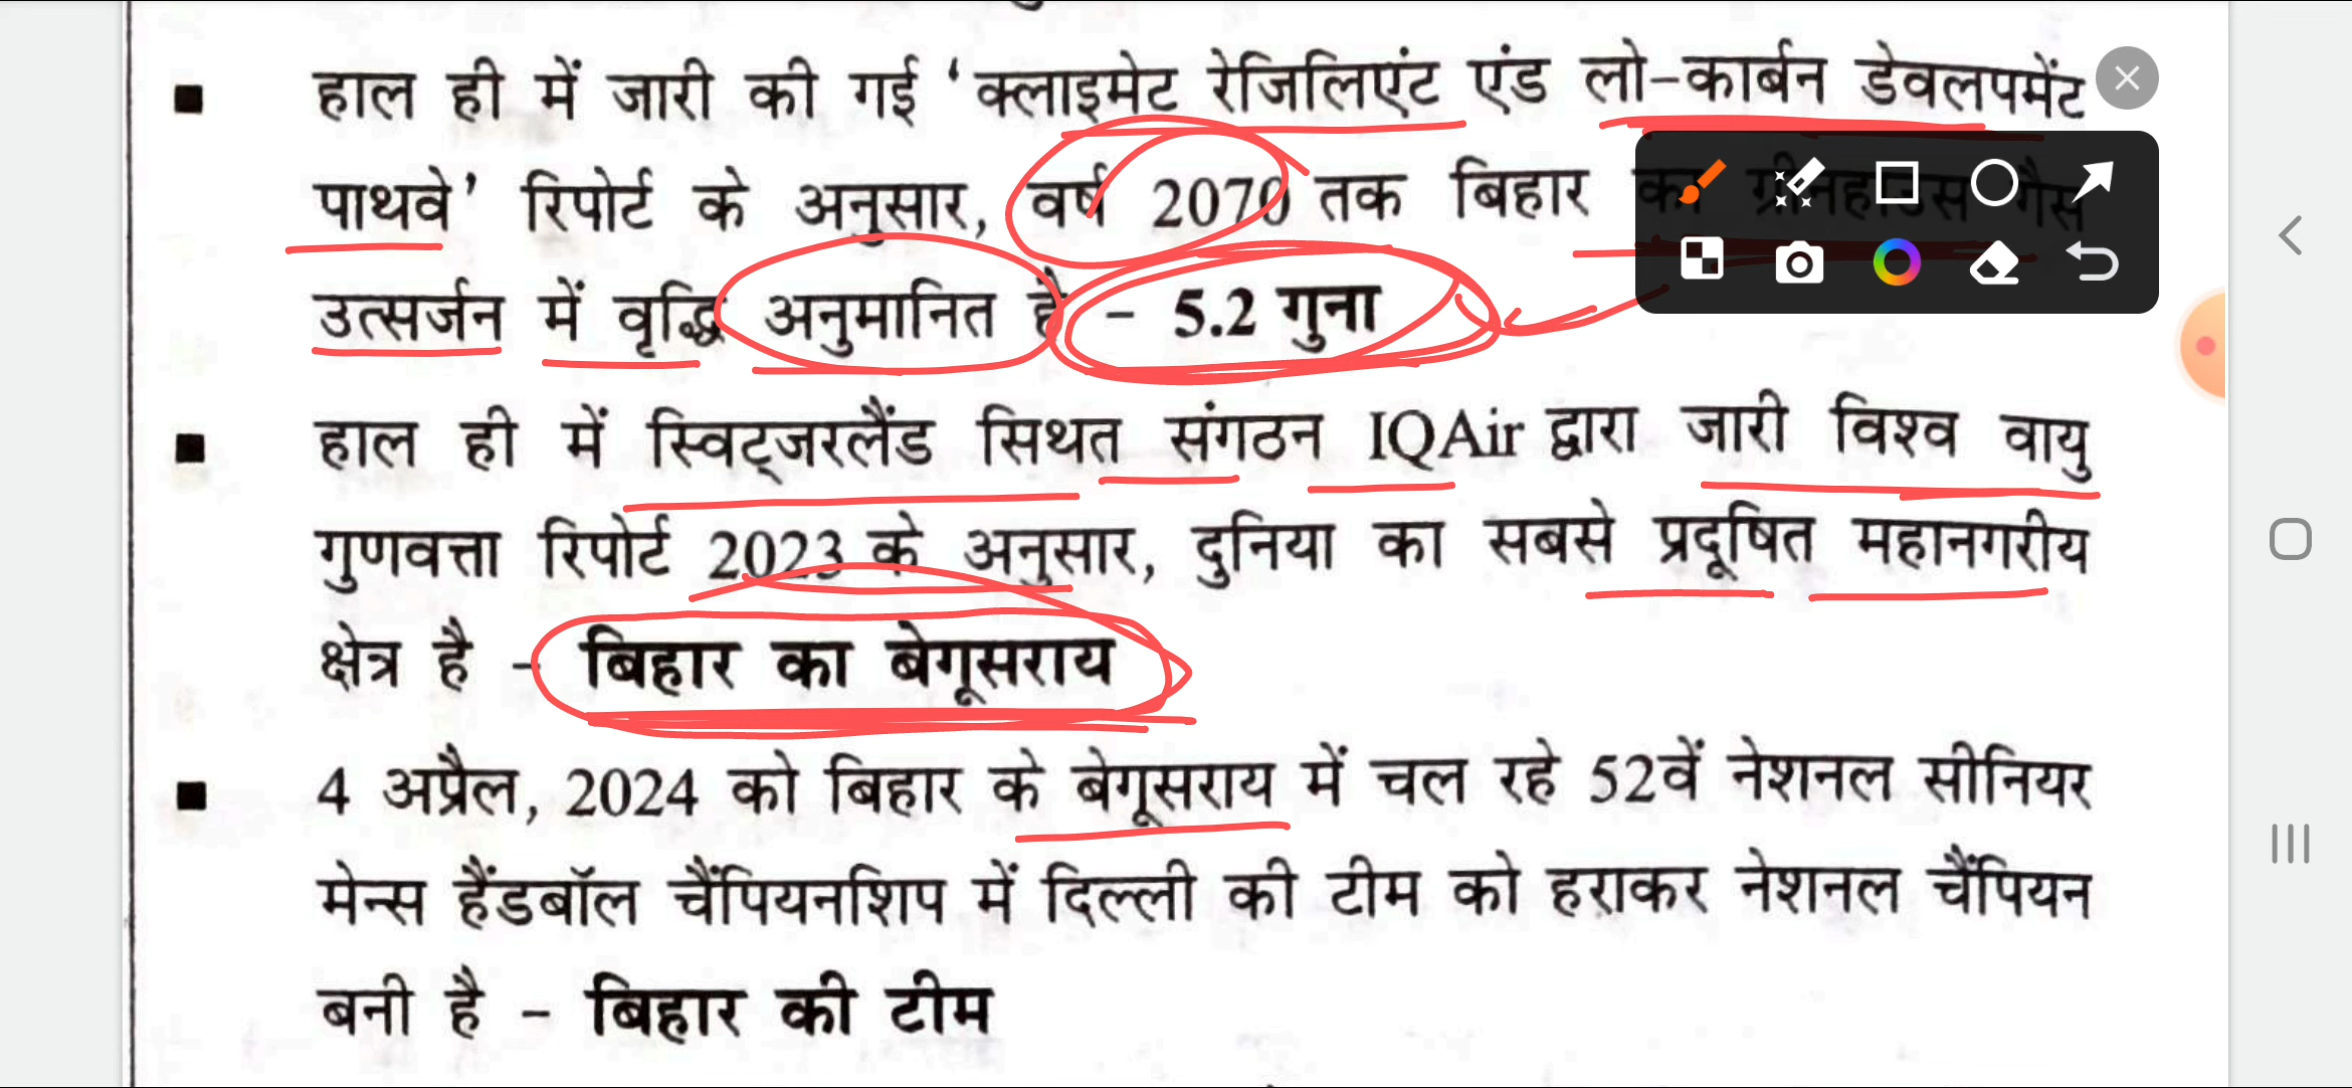 हाल ही में जारी की गई ‘क्लाइमेट रेजिलिएंट एंड लो-कार्बन डेवलपमेंट
पाथवे’ रिपोर्ट के अनुसार, वर्ष 2070 तक बिहार का ग्रीनहाउस गैस
उत्सर्जन में वृद्धि अनुमानित है - 5.2 गुना
हाल ही में स्विट्जरलैंड सिथत संगठन IQAir द्वारा जारी विश्व वायु
गुणवत्ता रिपोर्ट 2023 के अनुसार, दुनिया का सबसे प्रदूषित महानगरीय
क्षेत्र है - बिहार का बेगूसराय
4 अप्रैल, 2024 को बिहार के बेगूसराय में चल रहे 52वें नेशनल सीनियर
मेन्स हैंडबॉल चैंपियनशिप में दिल्ली की टीम को हराकर नेशनल चैंपियन
बनी है - बिहार की टीम